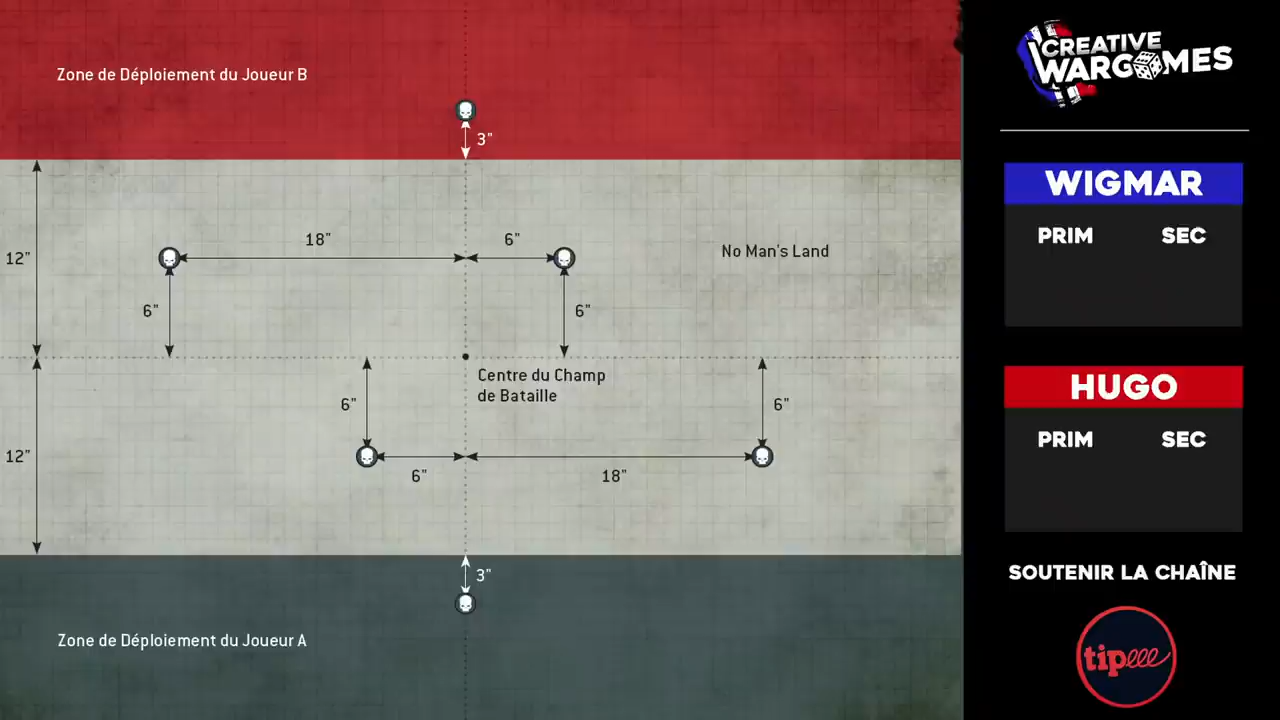 Zone de Déploiement du Joueur B
3"
12"
18"
6"
No Man's Land
6"
6"
Centre du Champ
de Bataille
6"
6"
12"
6"
18"
3"
Zone de Déploiement du Joueur A
CREATIVE
WARGAMES
WIGMAR
PRIM SEC
HUGO
PRIM SEC
SOUTENIR LA CHAÎNE
tipeee